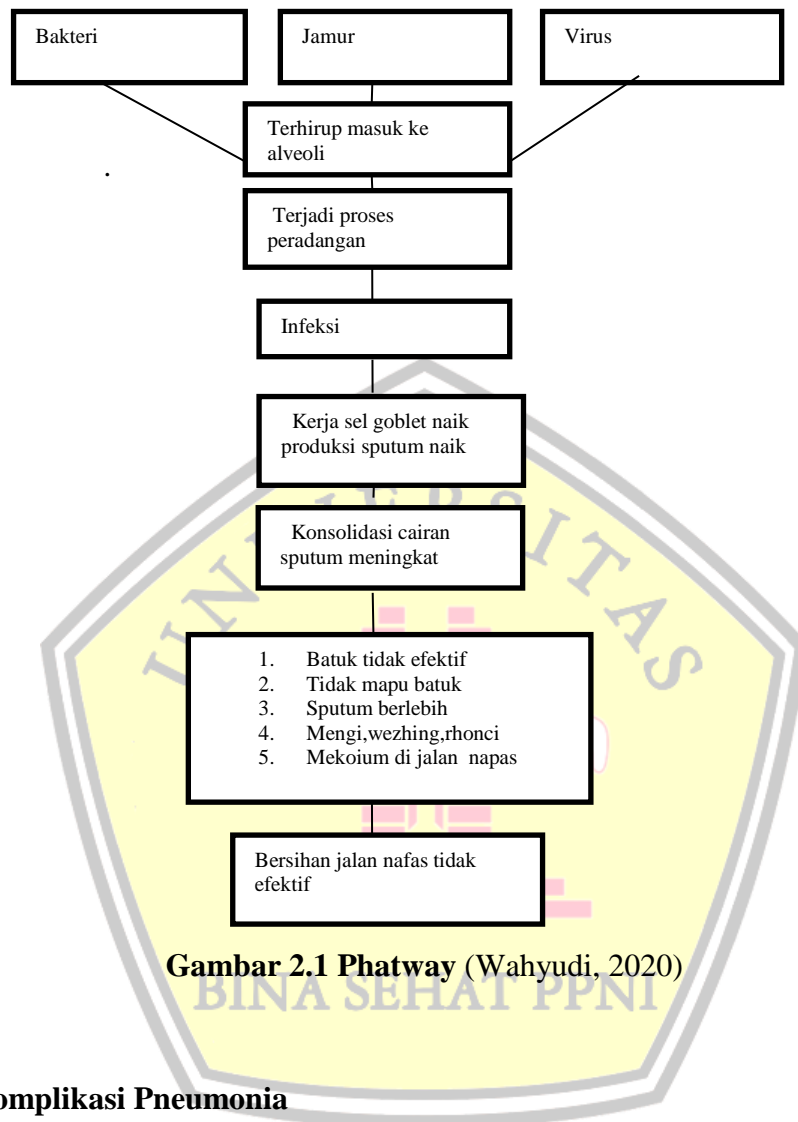 Bakteri
Jamur
Virus
Terhirup masuk ke
alveoli
.
Terjadi proses
peradangan
Infeksi
Kerja sel goblet naik
produksi sputum naik
Konsolidasi cairan
sputum meningkat
UNIVERSITAS
1. Batuk tidak efektif
2. Tidak mapu batuk
3. Sputum berlebih
4. Mengi,wezhing,rhonci
5. Mekoium di jalan napas
Bersihan jalan nafas tidak
efektif
Gambar 2.1 Phatway (Wahyudi, 2020)
BINA SEHAT PPNI
omplikasi Pneumonia